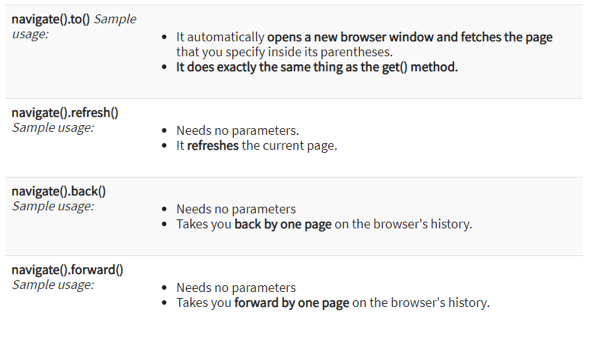 navigate().to() Sample
usage:
• It automatically opens a new browser window and fetches the page
that you specify inside its parentheses.
• It does exactly the same thing as the get() method.
navigate().refresh()
Sample usage:
• Needs no parameters.
• It refreshes the current page.
navigate().back()
Sample usage:
• Needs no parameters
• Takes you back by one page on the browser's history.
navigate().forward()
Sample usage:
• Needs no parameters
• Takes you forward by one page on the browser's history.